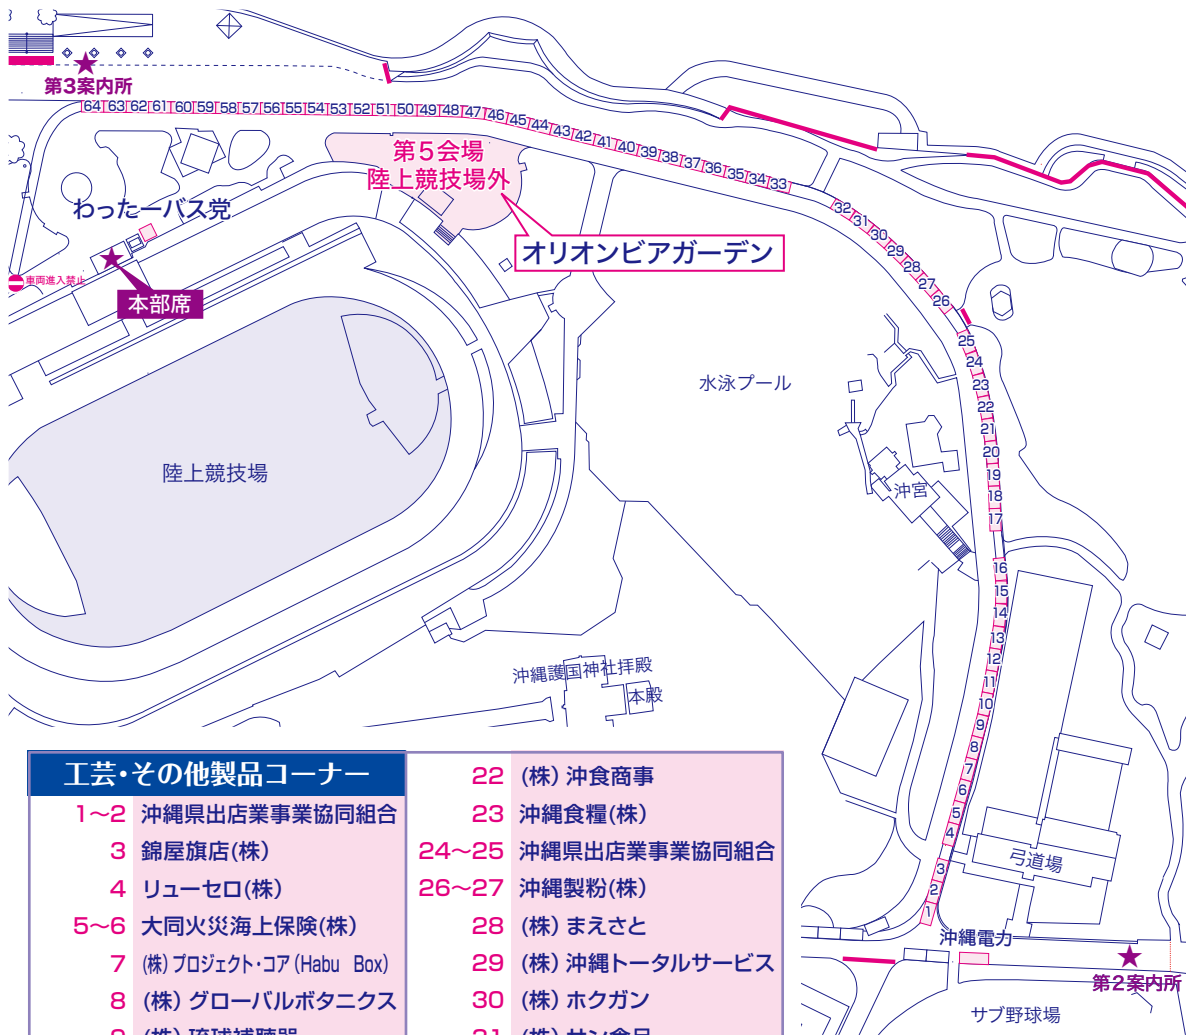 第3案内所
64 63 62 61 60 59 58 57 56 55 54 53 52 51 50 49 48 47 46 45 44 43 42 41 40 39 38 37 36 35 34 33
32 31 30 29 28 27 26
25 24 23 22 21 20 19 18 17
16 15 14 13 12 11 10 9 8 7 6 5 4
3 2 1
第5会場
陸上競技場外
わったーバス党
オリオンビアガーデン
車両進入禁止
本部席
水泳プール
陸上競技場
沖宮
沖縄護国神社拝殿
本殿
弓道場
沖縄電力
第2案内所
サブ野球場
工芸・その他製品コーナー
1〜2 沖縄県出店業事業協同組合
3 錦屋旗店(株)
4 リューセロ(株)
5〜6 大同火災海上保険(株)
7 (株)プロジェクト・コア(Habu Box)
8 (株)グローバルボタニクス
22 (株)沖食商事
23 沖縄食糧(株)
24〜25 沖縄県出店業事業協同組合
26〜27 沖縄製粉(株)
28 (株)まえさと
29 (株)沖縄トータルサービス
30 (株)ホクガン